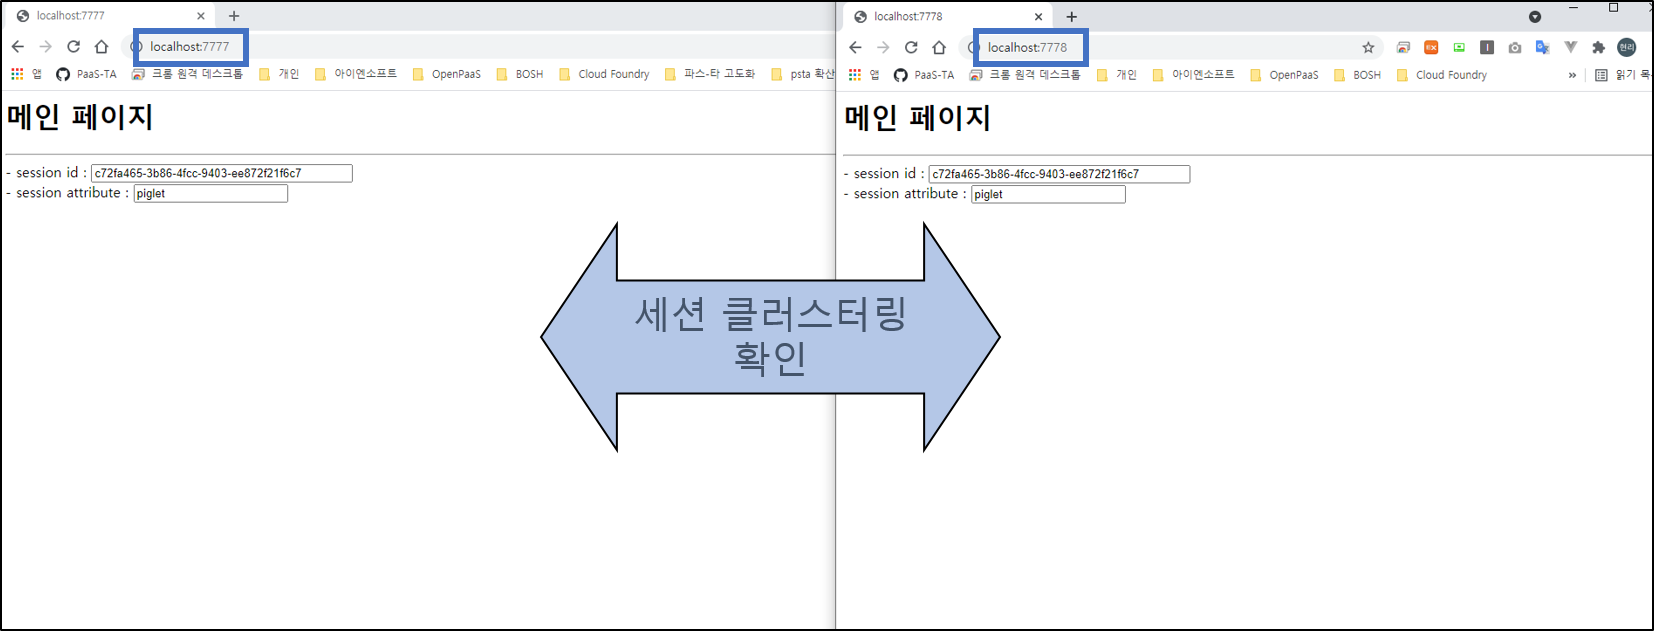 localhost:7777
localhost:7777
앱 PaaS-TA 크롬 원격 데스크톱 개인 아이엔소프트 OpenPaaS BOSH Cloud Foundry 파스-타 고도화 psta 확산
메인 페이지
- session id : c72fa465-3b86-4fcc-9403-ee872f21f6c7
- session attribute : piglet
localhost:7778
localhost:7778
현리
앱 PaaS-TA 크롬 원격 데스크톱 개인 아이엔소프트 OpenPaaS BOSH Cloud Foundry » 읽기 목
메인 페이지
- session id : c72fa465-3b86-4fcc-9403-ee872f21f6c7
- session attribute : piglet
세션 클러스터링
확인